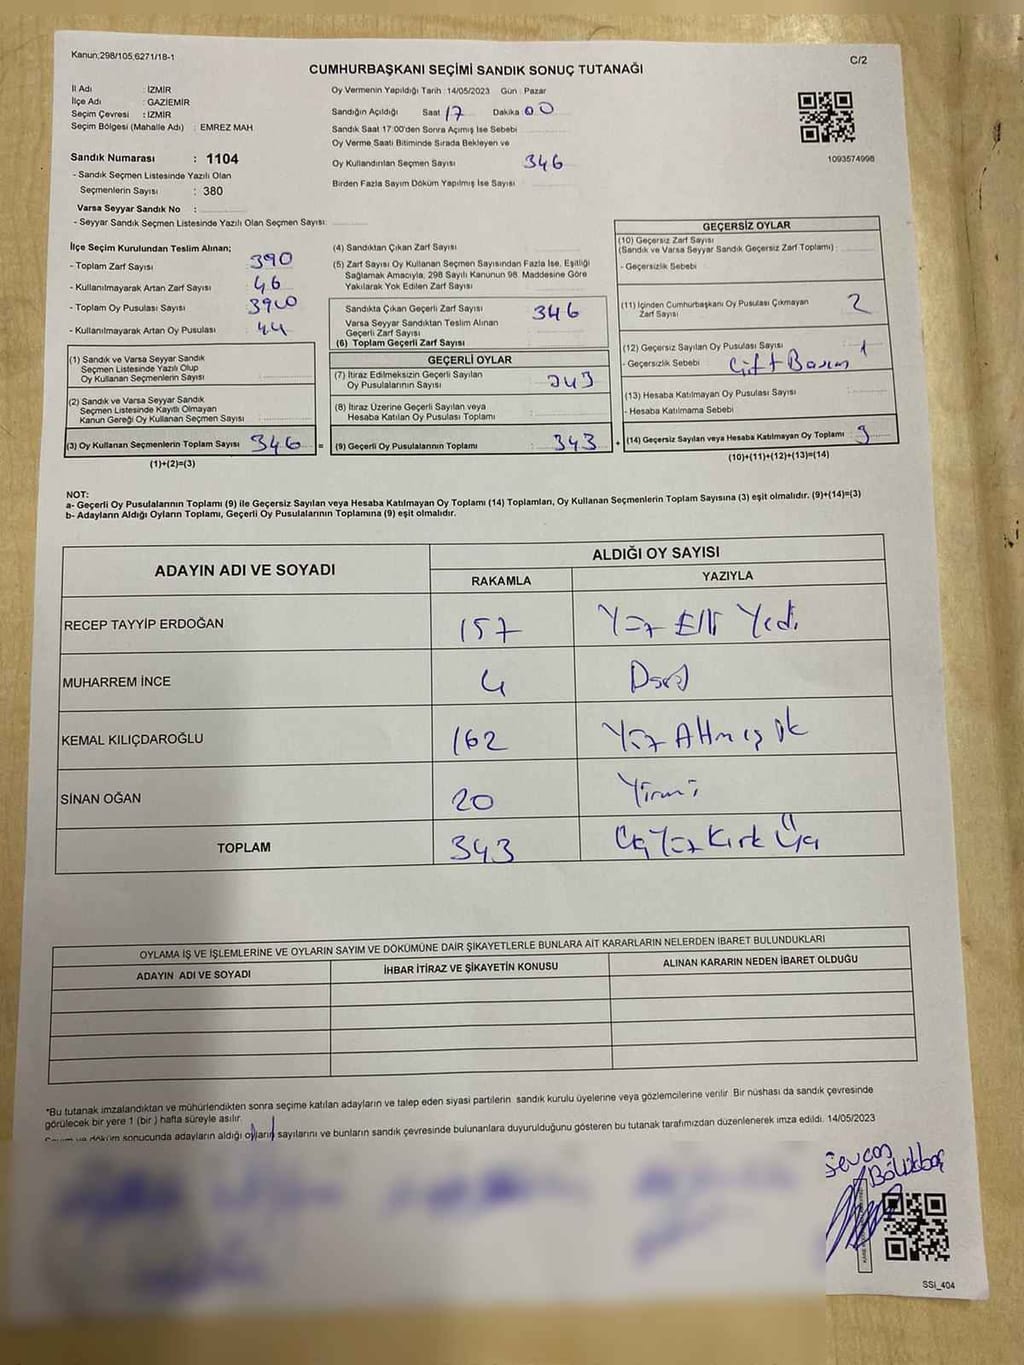 Kanun,298/105,6271/18-1
C/2
CUMHURBAŞKANI SEÇİMİ SANDIK SONUÇ TUTANAĞI
İl Adı : İZMİR
İlçe Adı : GAZİEMİR
Seçim Çevresi : İZMİR
Seçim Bölgesi (Mahalle Adı) : EMREZ MAH
Sandık Numarası : 1104
- Sandık Seçmen Listesinde Yazılı Olan
Seçmenlerin Sayısı : 380
Varsa Seyyar Sandık No :
- Seyyar Sandık Seçmen Listesinde Yazılı Olan Seçmen Sayısı:
Oy Vermenin Yapıldığı Tarih : 14/05/2023 Gün : Pazar
Sandığın Açıldığı Saat 17 Dakika 00
Sandık Saat 17:00'den Sonra Açımış İse Sebebi
Oy Verme Saati Bitiminde Sırada Bekleyen ve
Oy Kullandırılan Seçmen Sayısı 346
Birden Fazla Sayım Döküm Yapılmış İse Sayısı
1093574998
İlçe Seçim Kurulundan Teslim Alınan;
- Toplam Zarf Sayısı 390
- Kullanılmayarak Artan Zarf Sayısı 46
- Toplam Oy Pusulası Sayısı
- Kullanılmayarak Artan Oy Pusulası 44
(1) Sandık ve Varsa Seyyar Sandık
Seçmen Listesinde Yazılı Olup
Oy Kullanan Seçmenlerin Sayısı
(2) Sandık ve Varsa Seyyar Sandık
Seçmen Listesinde Kayıtlı Olmayan
Kanun Gereği Oy Kullanan Seçmen Sayısı
(3) Oy Kullanan Seçmenlerin Toplam Sayısı 346 =
(1)+(2)=(3)
(4) Sandıktan Çıkan Zarf Sayısı
(5) Zarf Sayısı Oy Kullanan Seçmen Sayısından Fazla İse, Eşitliği
Sağlamak Amacıyla, 298 Sayılı Kanunun 98. Maddesine Göre
Yakılarak Yok Edilen Zarf Sayısı
Sandıkta Çıkan Geçerli Zarf Sayısı 346
Varsa Seyyar Sandıktan Teslim Alınan
Geçerli Zarf Sayısı
(6) Toplam Geçerli Zarf Sayısı
GEÇERLİ OYLAR
(7) İtiraz Edilmeksizin Geçerli Sayılan
Oy Pusulalarının Sayısı 343
(8) İtiraz Üzerine Geçerli Sayılan veya
Hesaba Katılan Oy Pusulası Toplamı
(9) Geçerli Oy Pusulalarının Toplamı 343 +
GEÇERSİZ OYLAR
(10) Geçersiz Zarf Sayısı
(Sandık ve Varsa Seyyar Sandık Geçersiz Zarf Toplamı) :
- Geçersizlik Sebebi
(11) İçinden Cumhurbaşkanı Oy Pusulası Çıkmayan
Zarf Sayısı 2
(12) Geçersiz Sayılan Oy Pusulası Sayısı 1
- Geçersizlik Sebebi Çift Basım
(13) Hesaba Katılmayan Oy Pusulası Sayısı
- Hesaba Katılmama Sebebi
(14) Geçersiz Sayılan veya Hesaba Katılmayan Oy Toplamı 3
(10)+(11)+(12)+(13)=(14)
NOT:
a- Geçerli Oy Pusulalarının Toplamı (9) ile Geçersiz Sayılan veya Hesaba Katılmayan Oy Toplamı (14) Toplamları, Oy Kullanan Seçmenlerin Toplam Sayısına (3) eşit olmalıdır. (9)+(14)=(3)
b- Adayların Aldığı Oyların Toplamı, Geçerli Oy Pusulalarının Toplamına (9) eşit olmalıdır.
ADAYIN ADI VE SOYADI
ALDIĞI OY SAYISI
RAKAMLA YAZIYLA
RECEP TAYYİP ERDOĞAN 157 Yüz Elli Yedi
MUHARREM İNCE 4 Dört
KEMAL KILIÇDAROĞLU 162 Yüz Altmış İki
SİNAN OĞAN 20 Yirmi
TOPLAM 343 Üç Yüz Kırk Üç
OYLAMA İŞ VE İŞLEMLERİNE VE OYLARIN SAYIM VE DÖKÜMÜNE DAİR ŞİKAYETLERLE BUNLARA AİT KARARLARIN NELERDEN İBARET BULUNDUKLARI
ADAYIN ADI VE SOYADI İHBAR İTİRAZ VE ŞİKAYETİN KONUSU ALINAN KARARIN NEDEN İBARET OLDUĞU
*Bu tutanak imzalandıktan ve mühürlendikten sonra seçime katılan adayların ve talep eden siyasi partilerin sandık kurulu üyelerine veya gözlemcilerine verilir. Bir nüshası da sandık çevresinde
görülecek bir yere 1 (bir) hafta süreyle asılır.
Sayım ve döküm sonucunda adayların aldığı oyların sayılarını ve bunların sandık çevresinde bulunanlara duyurulduğunu gösteren bu tutanak tarafımızdan düzenlenerek imza edildi. 14/05/2023
Sevcan
Bölükbaş
SSİ_404